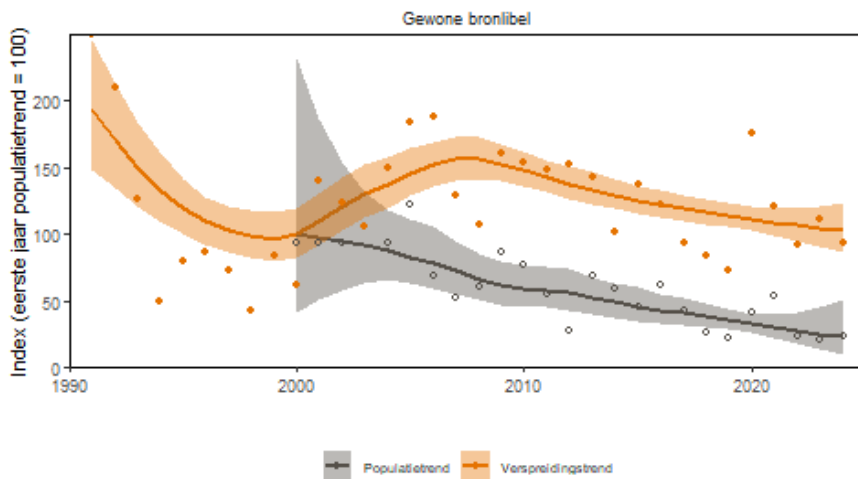 Gewone bronlibel
Index (eerste jaar populatietrend = 100)
200
150
100
50
0
1990
2000
2010
2020
Populatietrend
Verspreidingstrend